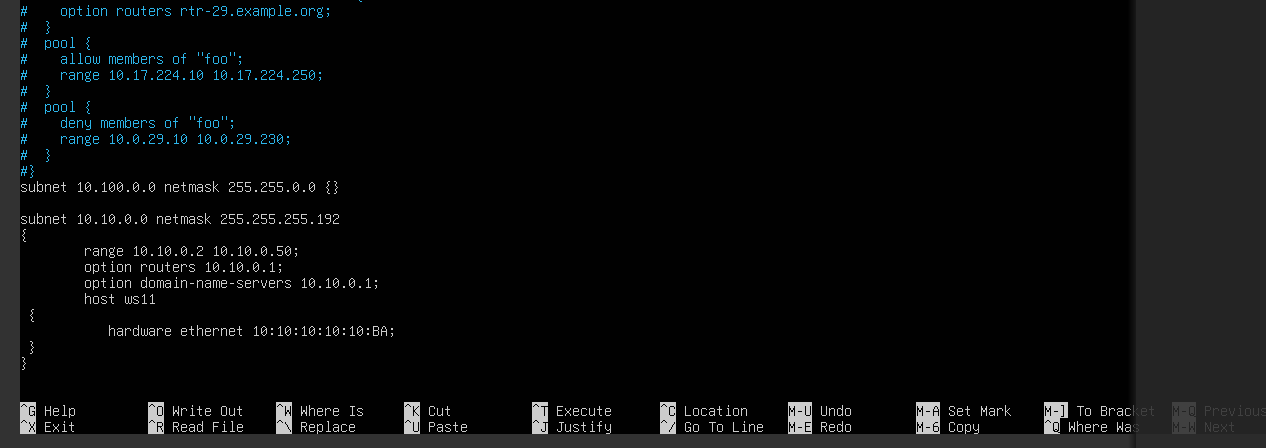 #    option routers rtr-29.example.org;
#  }
#  pool {
#    allow members of "foo";
#    range 10.17.224.10 10.17.224.250;
#  }
#  pool {
#    deny members of "foo";
#    range 10.0.29.10 10.0.29.230;
#  }
#}
subnet 10.100.0.0 netmask 255.255.0.0 {}

subnet 10.10.0.0 netmask 255.255.255.192
{
        range 10.10.0.2 10.10.0.50;
        option routers 10.10.0.1;
        option domain-name-servers 10.10.0.1;
        host ws11
 {
           hardware ethernet 10:10:10:10:10:BA;
 }
}
^G Help ^O Write Out ^W Where Is ^K Cut ^T Execute ^C Location M-U Undo M-A Set Mark M-] To Bracket M-Q Previous
^X Exit ^R Read File ^\ Replace ^U Paste ^J Justify ^/ Go To Line M-E Redo M-6 Copy ^Q Where Was M-W Next